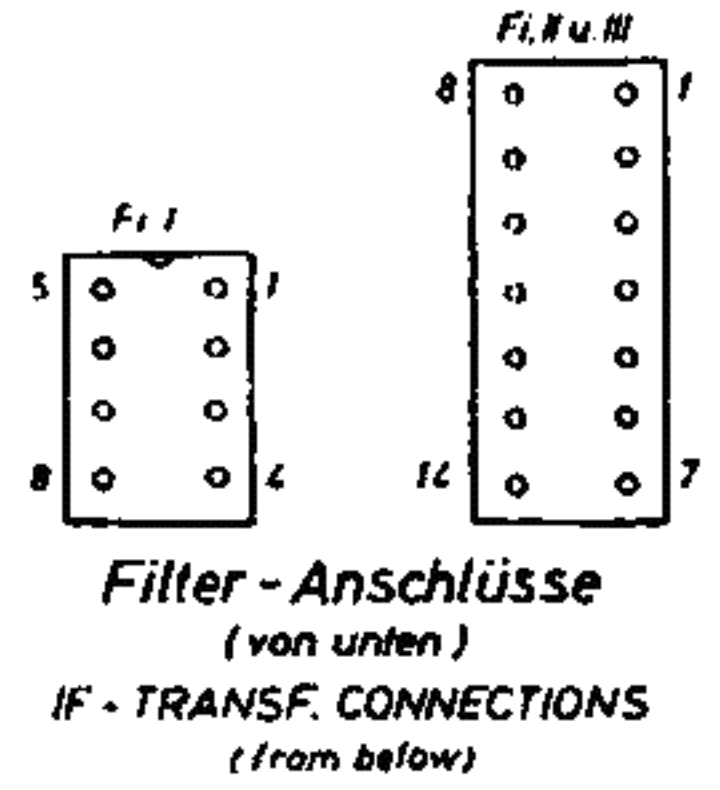 Fi. II u. III
8 1
Fi I
5 1
8 4
14 7
Filter - Anschlüsse
(von unten)
IF - TRANSF. CONNECTIONS
(from below)